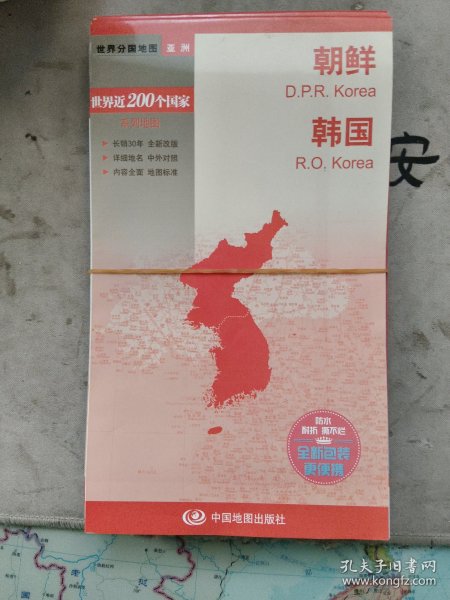 世界分国地图 亚洲
世界近200个国家
系列地图
▶ 长销30年 全新改版
▶ 详细地名 中外对照
▶ 内容全面 地图标准
朝鲜
D.P.R. Korea
韩国
R.O. Korea
安
防水
耐折 撕不烂
全新包装
更便携
中国地图出版社
孔夫子旧书网
www.kongfz.com